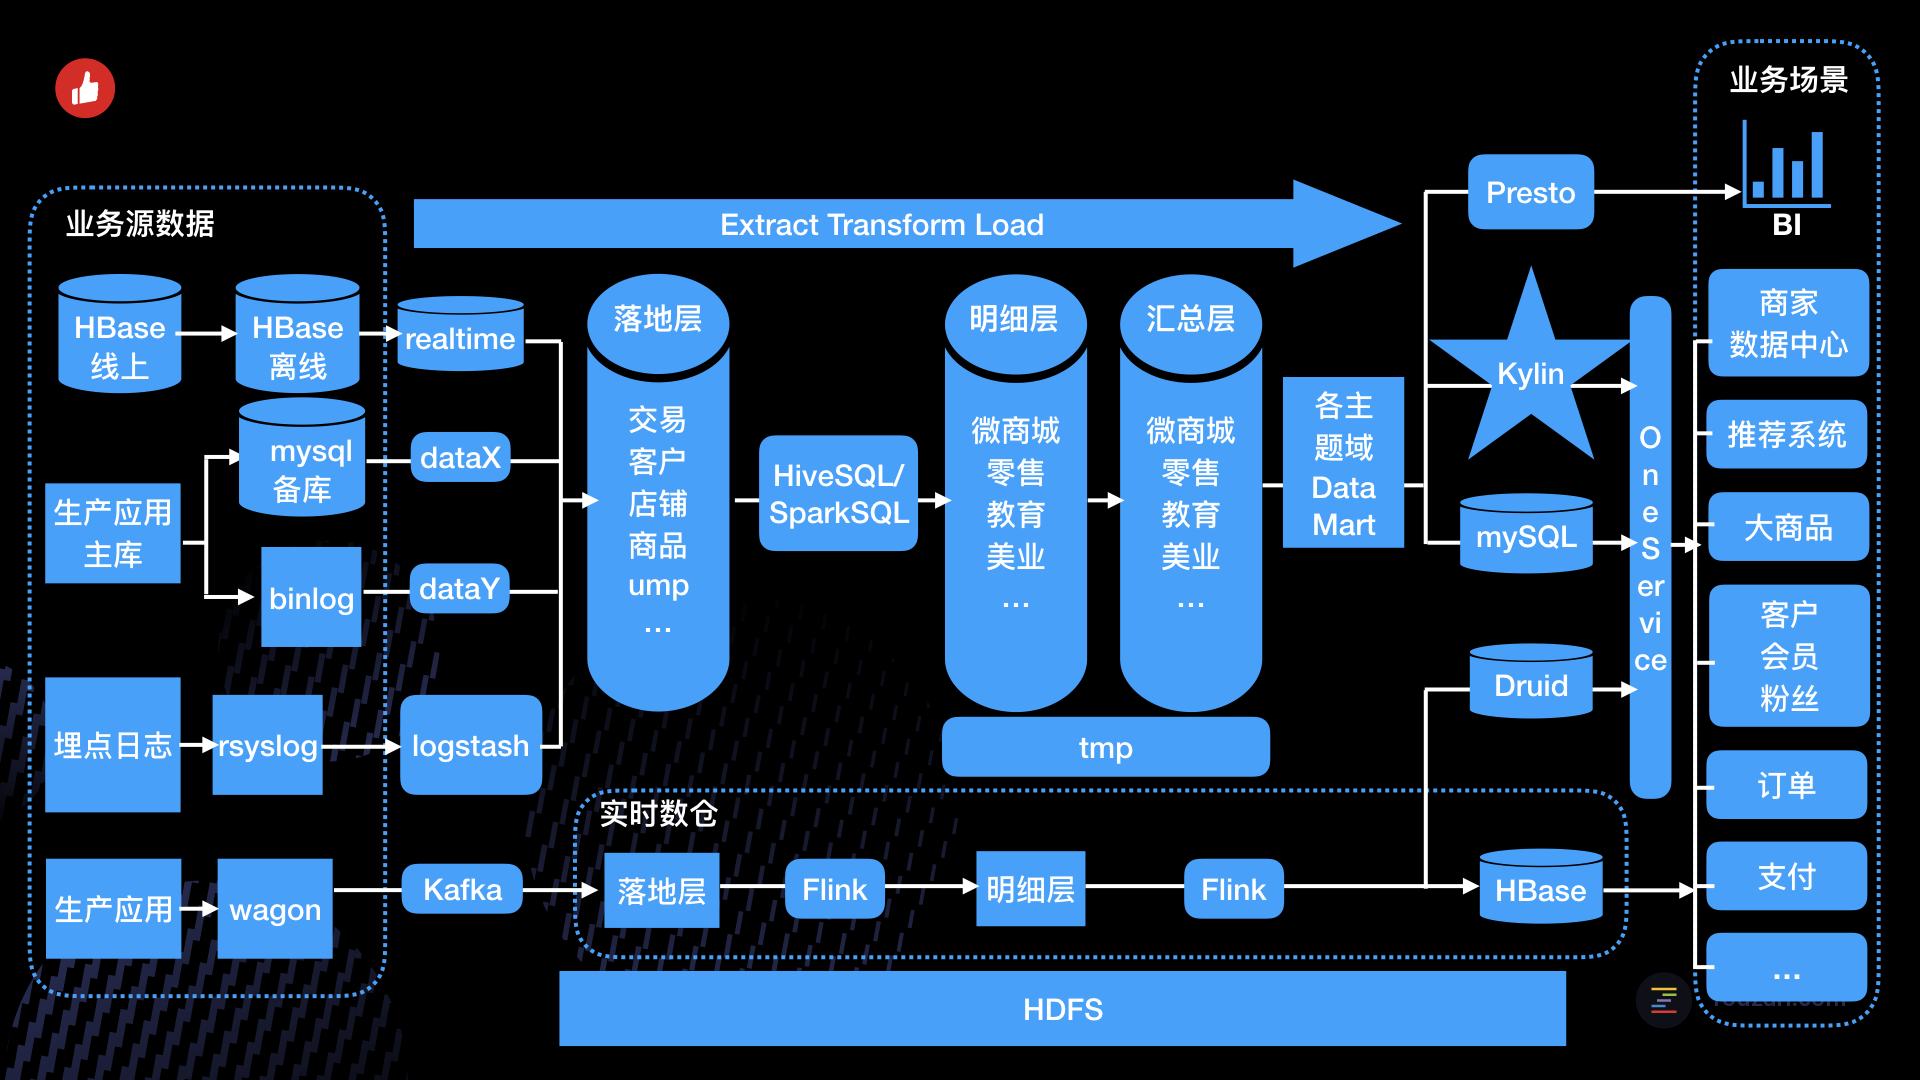 业务场景
BI
商家
数据中心
推荐系统
大商品
客户
会员
粉丝
订单
支付
...
业务源数据
HBase
线上
HBase
离线
mysql
备库
生产应用
主库
binlog
埋点日志
rsyslog
生产应用
wagon
Extract Transform Load
realtime
dataX
dataY
logstash
Kafka
落地层
交易
客户
店铺
商品
ump
...
HiveSQL/
SparkSQL
明细层
微商城
零售
教育
美业
...
汇总层
微商城
零售
教育
美业
...
tmp
各主
题域
Data
Mart
Presto
Kylin
mySQL
Druid
O
n
e
S
er
vi
ce
实时数仓
落地层
Flink
明细层
Flink
HBase
HDFS